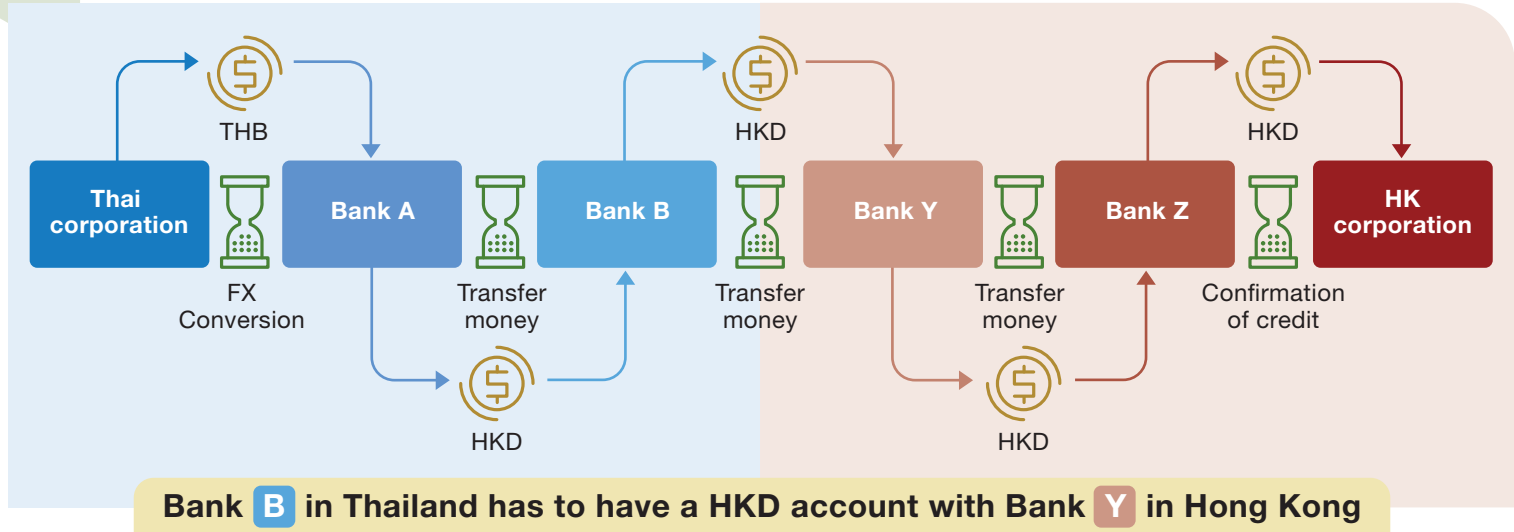 THB
HKD
HKD
Thai
corporation
Bank A
Bank B
Bank Y
Bank Z
HK
corporation
FX
Conversion
Transfer
money
Transfer
money
Transfer
money
Confirmation
of credit
HKD
HKD
Bank B in Thailand has to have a HKD account with Bank Y in Hong Kong